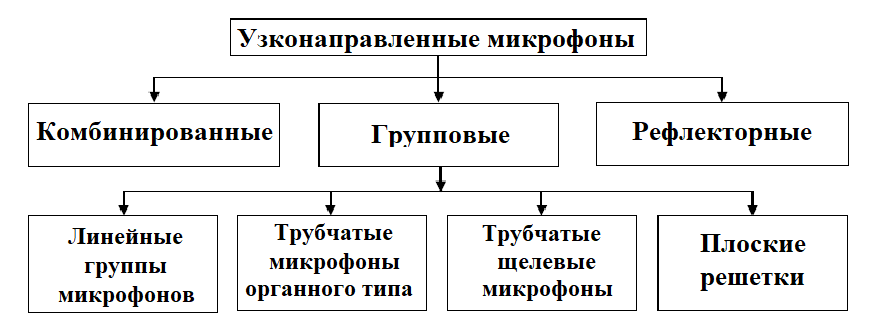 Узконаправленные микрофоны
Комбинированные
Групповые
Рефлекторные
Линейные
группы
микрофонов
Трубчатые
микрофоны
органного типа
Трубчатые
щелевые
микрофоны
Плоские
решетки